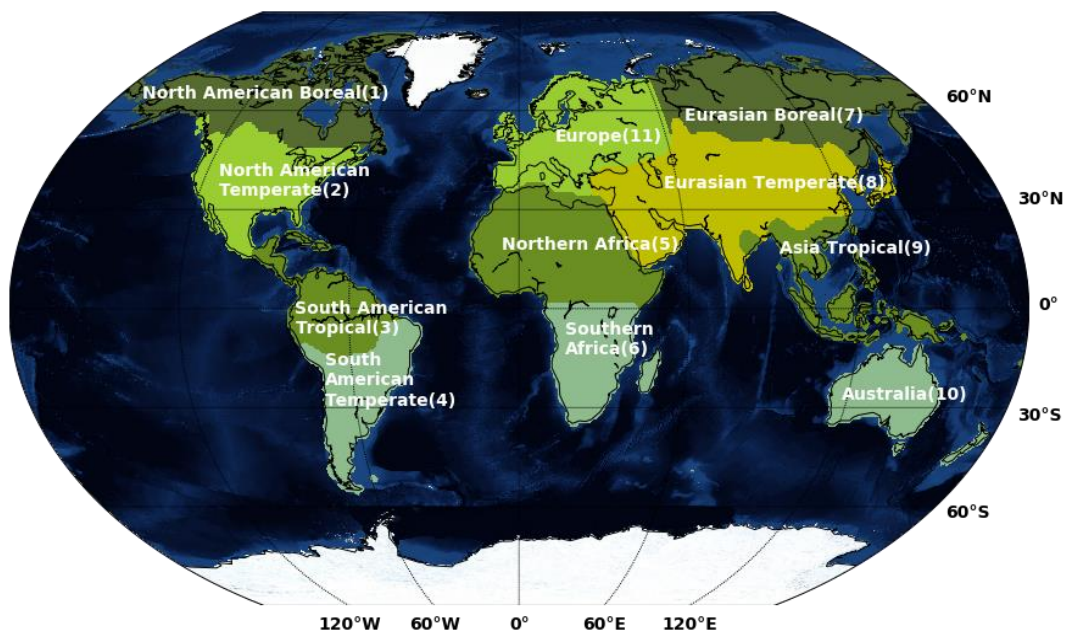 North American Boreal(1)
60°N
Eurasian Boreal(7)
Europe(11)
North American
Temperate(2)
Eurasian Temperate(8)
30°N
Northern Africa(5)
Asia Tropical(9)
0°
South American
Tropical(3)
Southern
Africa(6)
South
American
Temperate(4)
Australia(10)
30°S
60°S
120°W 60°W 0° 60°E 120°E